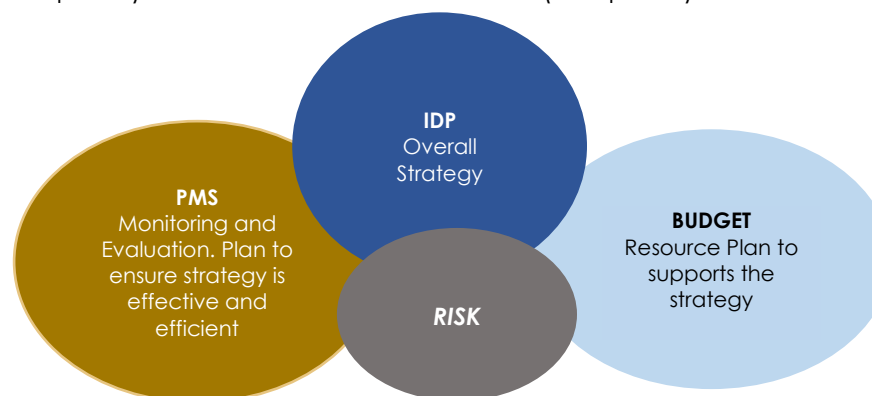 IDP
Overall
Strategy
PMS
Monitoring and
Evaluation. Plan to
ensure strategy is
effective and
efficient
BUDGET
Resource Plan to
supports the
strategy
RISK